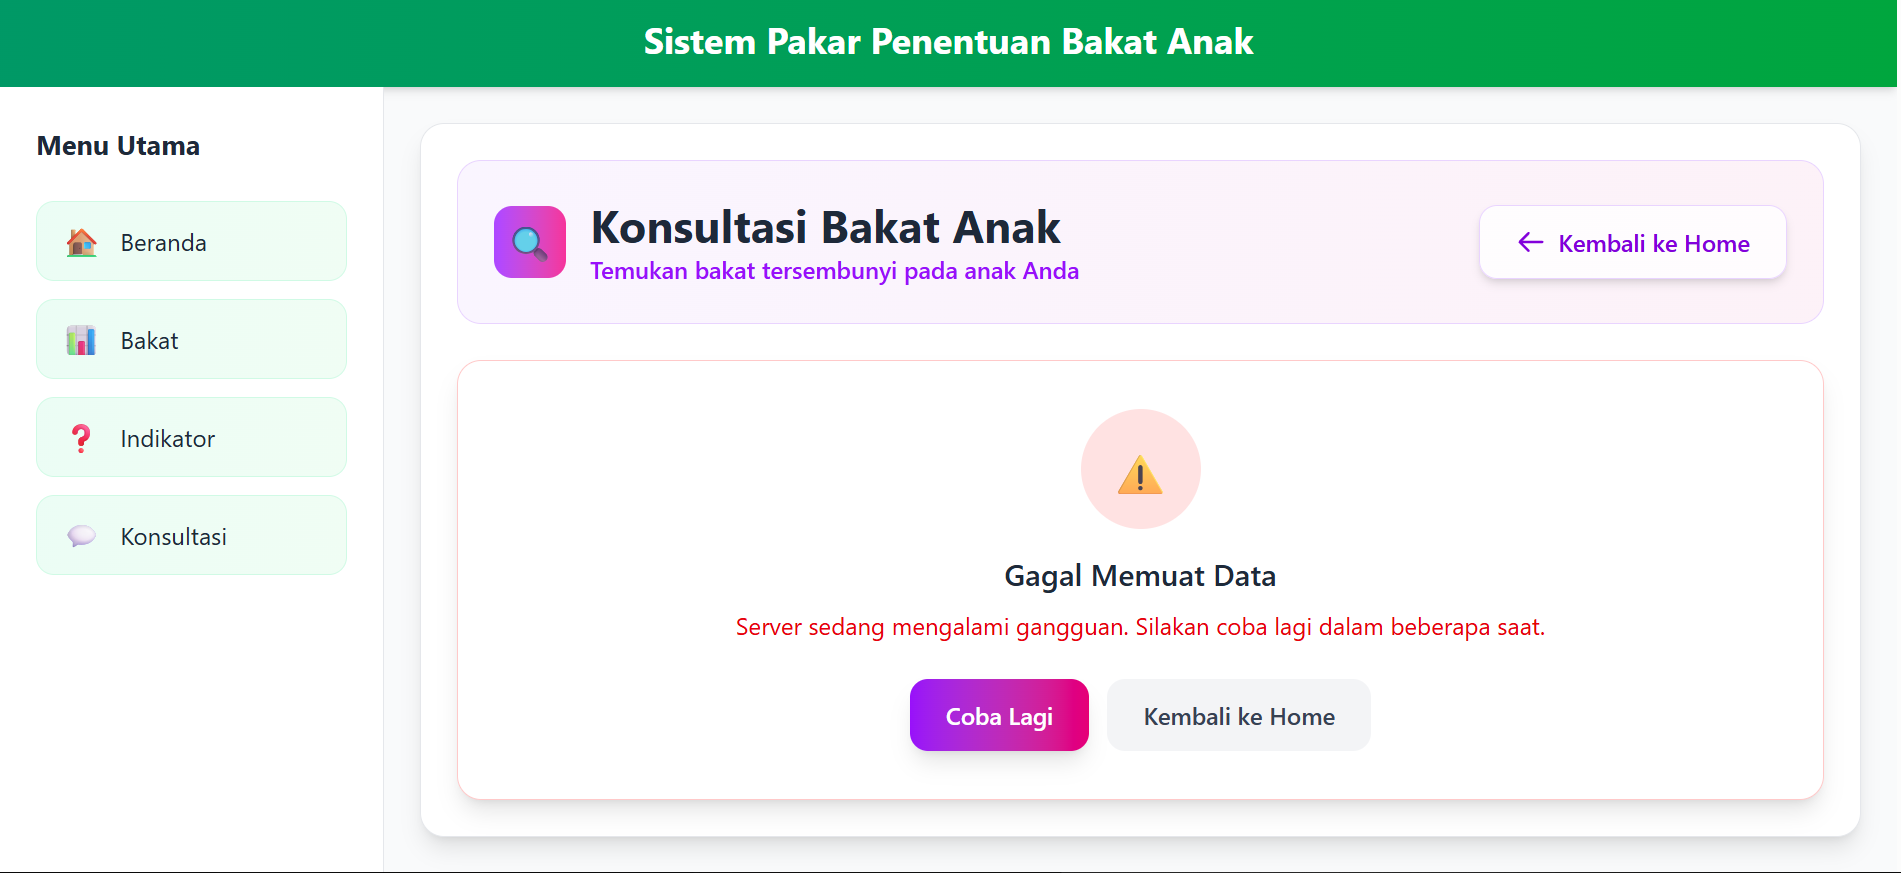 Sistem Pakar Penentuan Bakat Anak
Menu Utama
Beranda
Bakat
Indikator
Konsultasi
Konsultasi Bakat Anak
Temukan bakat tersembunyi pada anak Anda
← Kembali ke Home
Gagal Memuat Data
Server sedang mengalami gangguan. Silakan coba lagi dalam beberapa saat.
Coba Lagi
Kembali ke Home